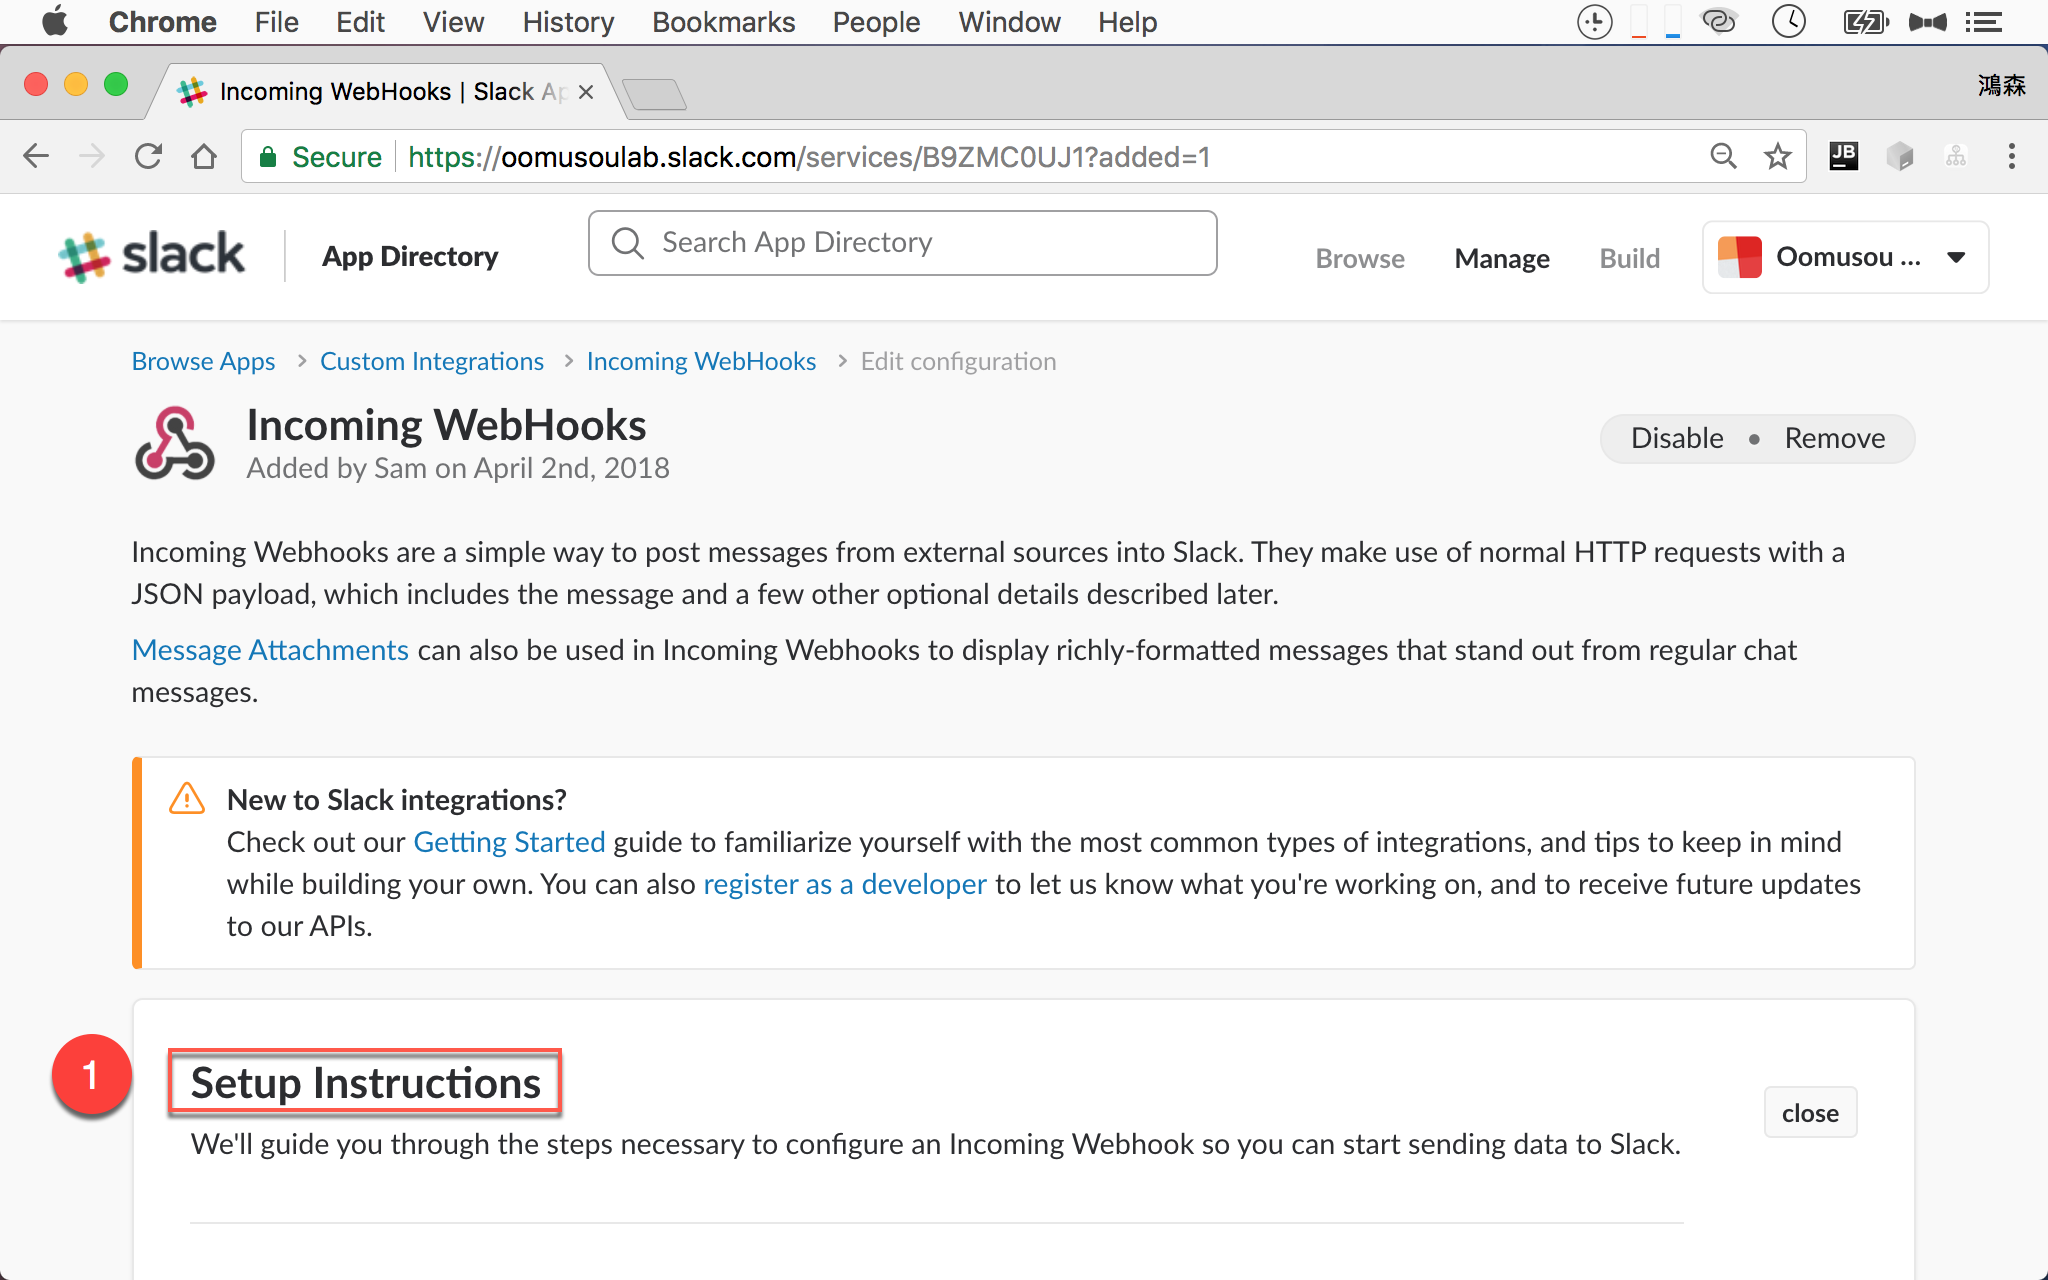 Chrome File Edit View History Bookmarks People Window Help
Incoming WebHooks | Slack Ap
鴻森
Secure https://oomusoulab.slack.com/services/B9ZMC0UJ1?added=1
JB
slack App Directory Search App Directory Browse Manage Build Oomusou ...
Browse Apps > Custom Integrations > Incoming WebHooks > Edit configuration
Incoming WebHooks
Added by Sam on April 2nd, 2018
Disable • Remove
Incoming Webhooks are a simple way to post messages from external sources into Slack. They make use of normal HTTP requests with a
JSON payload, which includes the message and a few other optional details described later.
Message Attachments can also be used in Incoming Webhooks to display richly-formatted messages that stand out from regular chat
messages.
New to Slack integrations?
Check out our Getting Started guide to familiarize yourself with the most common types of integrations, and tips to keep in mind
while building your own. You can also register as a developer to let us know what you're working on, and to receive future updates
to our APIs.
1
Setup Instructions
close
We'll guide you through the steps necessary to configure an Incoming Webhook so you can start sending data to Slack.